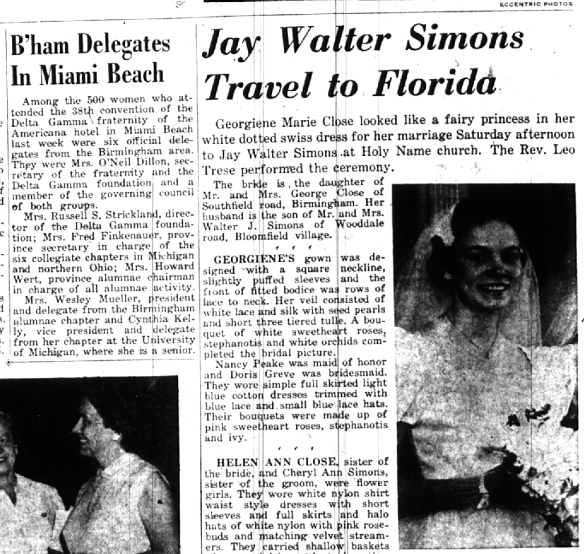 ECCENTRIC PHOTOS
B'ham Delegates
In Miami Beach
Among the 500 women who at-
tended the 38th convention of the
Delta Gamma fraternity of the
Americana hotel in Miami Beach
last week were six official dele-
gates from the Birmingham area.
They were Mrs. O'Neil Dillon, sec-
retary of the fraternity and the
Delta Gamma foundation and a
member of the governing council
of both groups.
Mrs. Russell S. Strickland, direc-
tor of the Delta Gamma founda-
tion; Mrs. Fred Finkenauer, prov-
ince secretary in charge of the
six collegiate chapters in Michigan
and northern Ohio; Mrs. Howard
Wert, province alumnae chairman
in charge of all alumnae activity.
Mrs. Wesley Mueller, president
and delegate from the Birmingham
alumnae chapter and Cynthia Kel-
ly, vice president and delegate
from her chapter at the University
of Michigan, where she is a senior.
Jay Walter Simons
Travel to Florida
Georgiene Marie Close looked like a fairy princess in her
white dotted swiss dress for her marriage Saturday afternoon
to Jay Walter Simons at Holy Name church. The Rev. Leo
Trese performed the ceremony.
The bride is the daughter of
Mr. and Mrs. George Close of
Southfield road, Birmingham. Her
husband is the son of Mr. and Mrs.
Walter J. Simons of Wooddale
road, Bloomfield village.
GEORGIENE'S gown was de-
signed with a square neckline,
slightly puffed sleeves and the
front of fitted bodice was rows of
lace to neck. Her veil consisted of
white lace and silk with seed pearls
and short three tiered tulle. A bou-
quet of white sweetheart roses,
stephanotis and white orchids com-
pleted the bridal picture.
Nancy Peake was maid of honor
and Doris Greve was bridesmaid.
They wore simple full skirted light
blue cotton dresses trimmed with
blue lace and small blue lace hats.
Their bouquets were made up of
pink sweetheart roses, stephanotis
and ivy.
HELEN ANN CLOSE, sister of
the bride, and Cheryl Ann Simons,
sister of the groom, were flower
girls. They wore white nylon shirt
waist style dresses with short
sleeves and full skirts and halo
hats of white nylon with pink rose-
buds and matching velvet stream-
ers. They carried shallow baskets